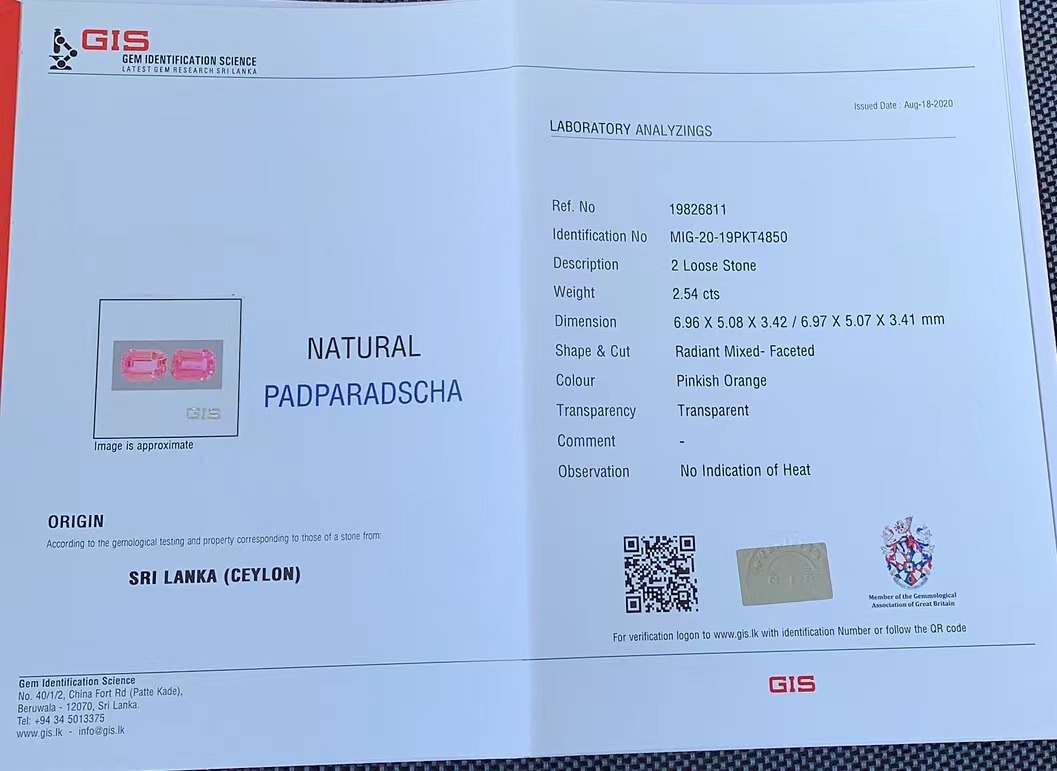 GIS
GEM IDENTIFICATION SCIENCE
LATEST GEM RESEARCH SRI LANKA
GIS
Image is approximate
NATURAL
PADPARADSCHA
ORIGIN
According to the gemological testing and property corresponding to those of a stone from:
SRI LANKA (CEYLON)
Gem Identification Science
No. 40/1/2, China Fort Rd (Patte Kade),
Beruwala - 12070, Sri Lanka.
Tel: +94 34 5013375
www.gis.lk - info@gis.lk
Issued Date : Aug-18-2020
LABORATORY ANALYZINGS
Ref. No 19826811
Identification No MIG-20-19PKT4850
Description 2 Loose Stone
Weight 2.54 cts
Dimension 6.96 X 5.08 X 3.42 / 6.97 X 5.07 X 3.41 mm
Shape & Cut Radiant Mixed- Faceted
Colour Pinkish Orange
Transparency Transparent
Comment -
Observation No Indication of Heat
Member of the Gemmological
Association of Great Britain
For verification logon to www.gis.lk with identification Number or follow the QR code
GIS